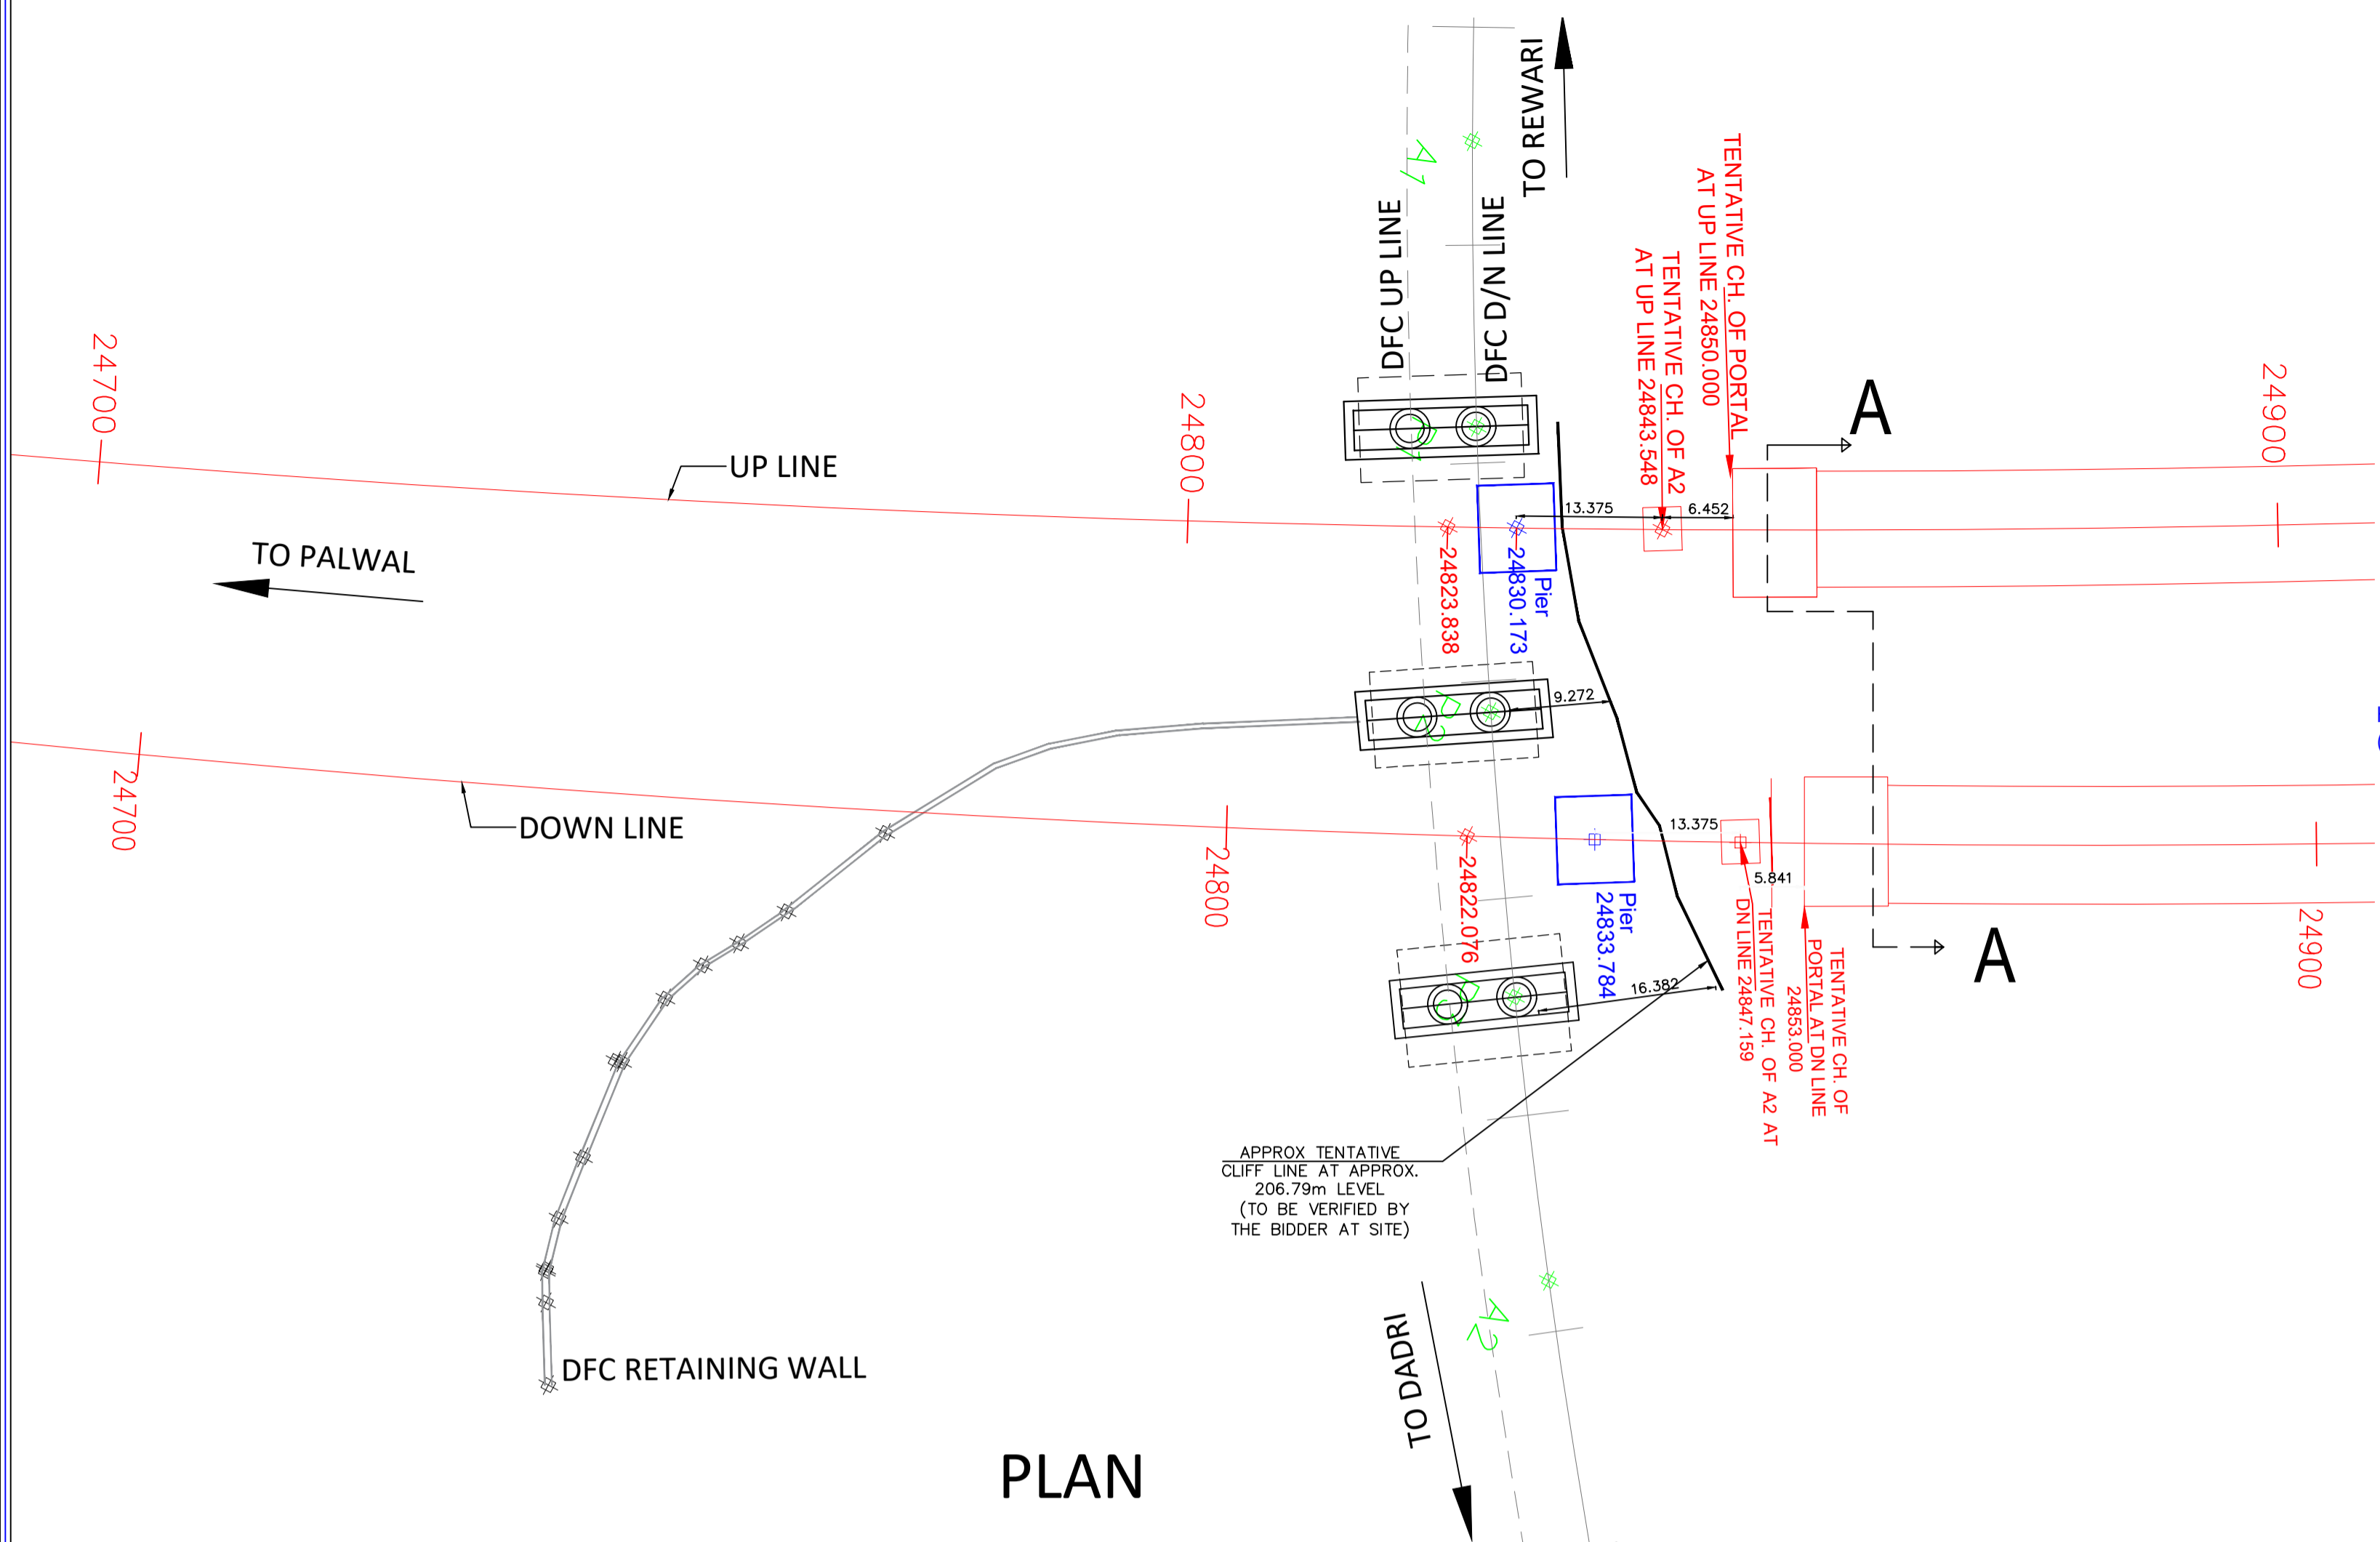 TO REWARI
DFC UP LINE
DFC D/N LINE
A1
TENTATIVE CH. OF PORTAL
AT UP LINE 24850.000
TENTATIVE CH. OF A2
AT UP LINE 24843.548
A
24700
24800
24900
UP LINE
TO PALWAL
13.375
6.452
24823.838
Pier
24830.173
P1
P2
9.272
24700
DOWN LINE
24800
24822.076
Pier
24833.784
13.375
5.841
TENTATIVE CH. OF A2 AT
DN LINE 24847.159
TENTATIVE CH. OF
PORTAL AT DN LINE
24853.000
24900
A
16.382
APPROX TENTATIVE
CLIFF LINE AT APPROX.
206.79m LEVEL
(TO BE VERIFIED BY
THE BIDDER AT SITE)
A2
TO DADRI
DFC RETAINING WALL
PLAN